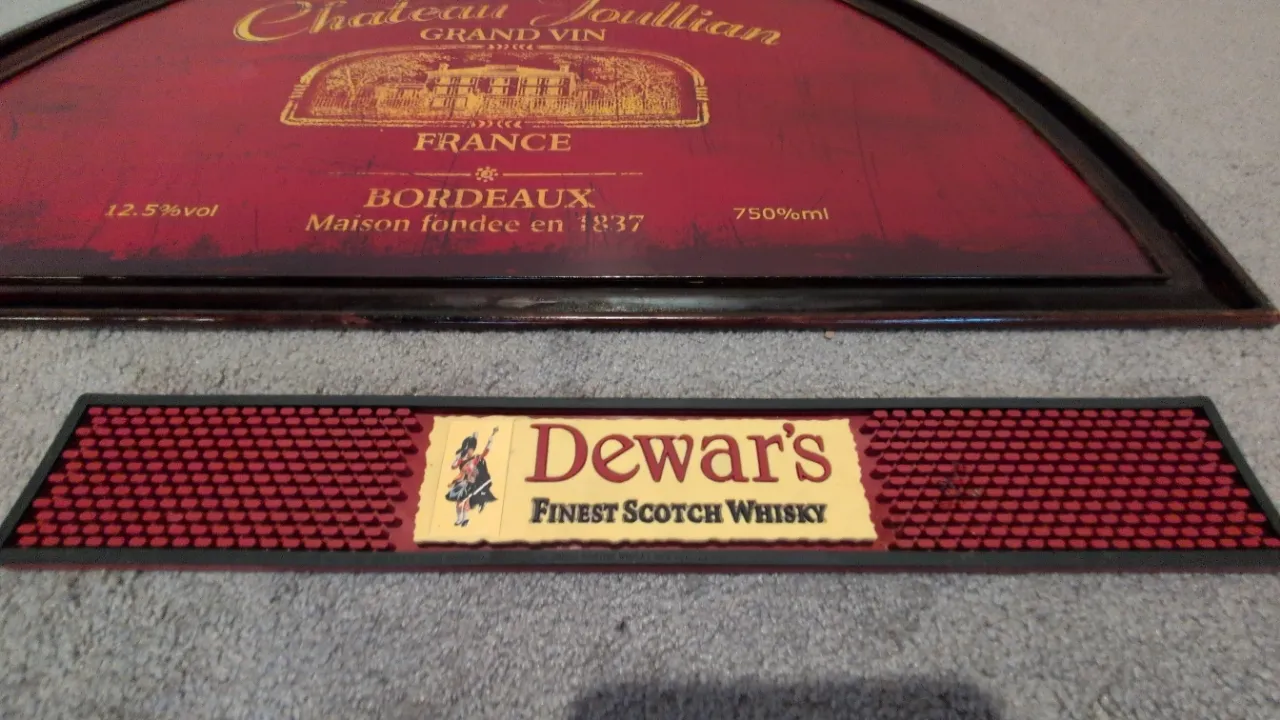 Chateau Joullian
GRAND VIN
FRANCE
BORDEAUX
12.5%vol
Maison fondee en 1837
750%ml
Dewar's
FINEST SCOTCH WHISKY